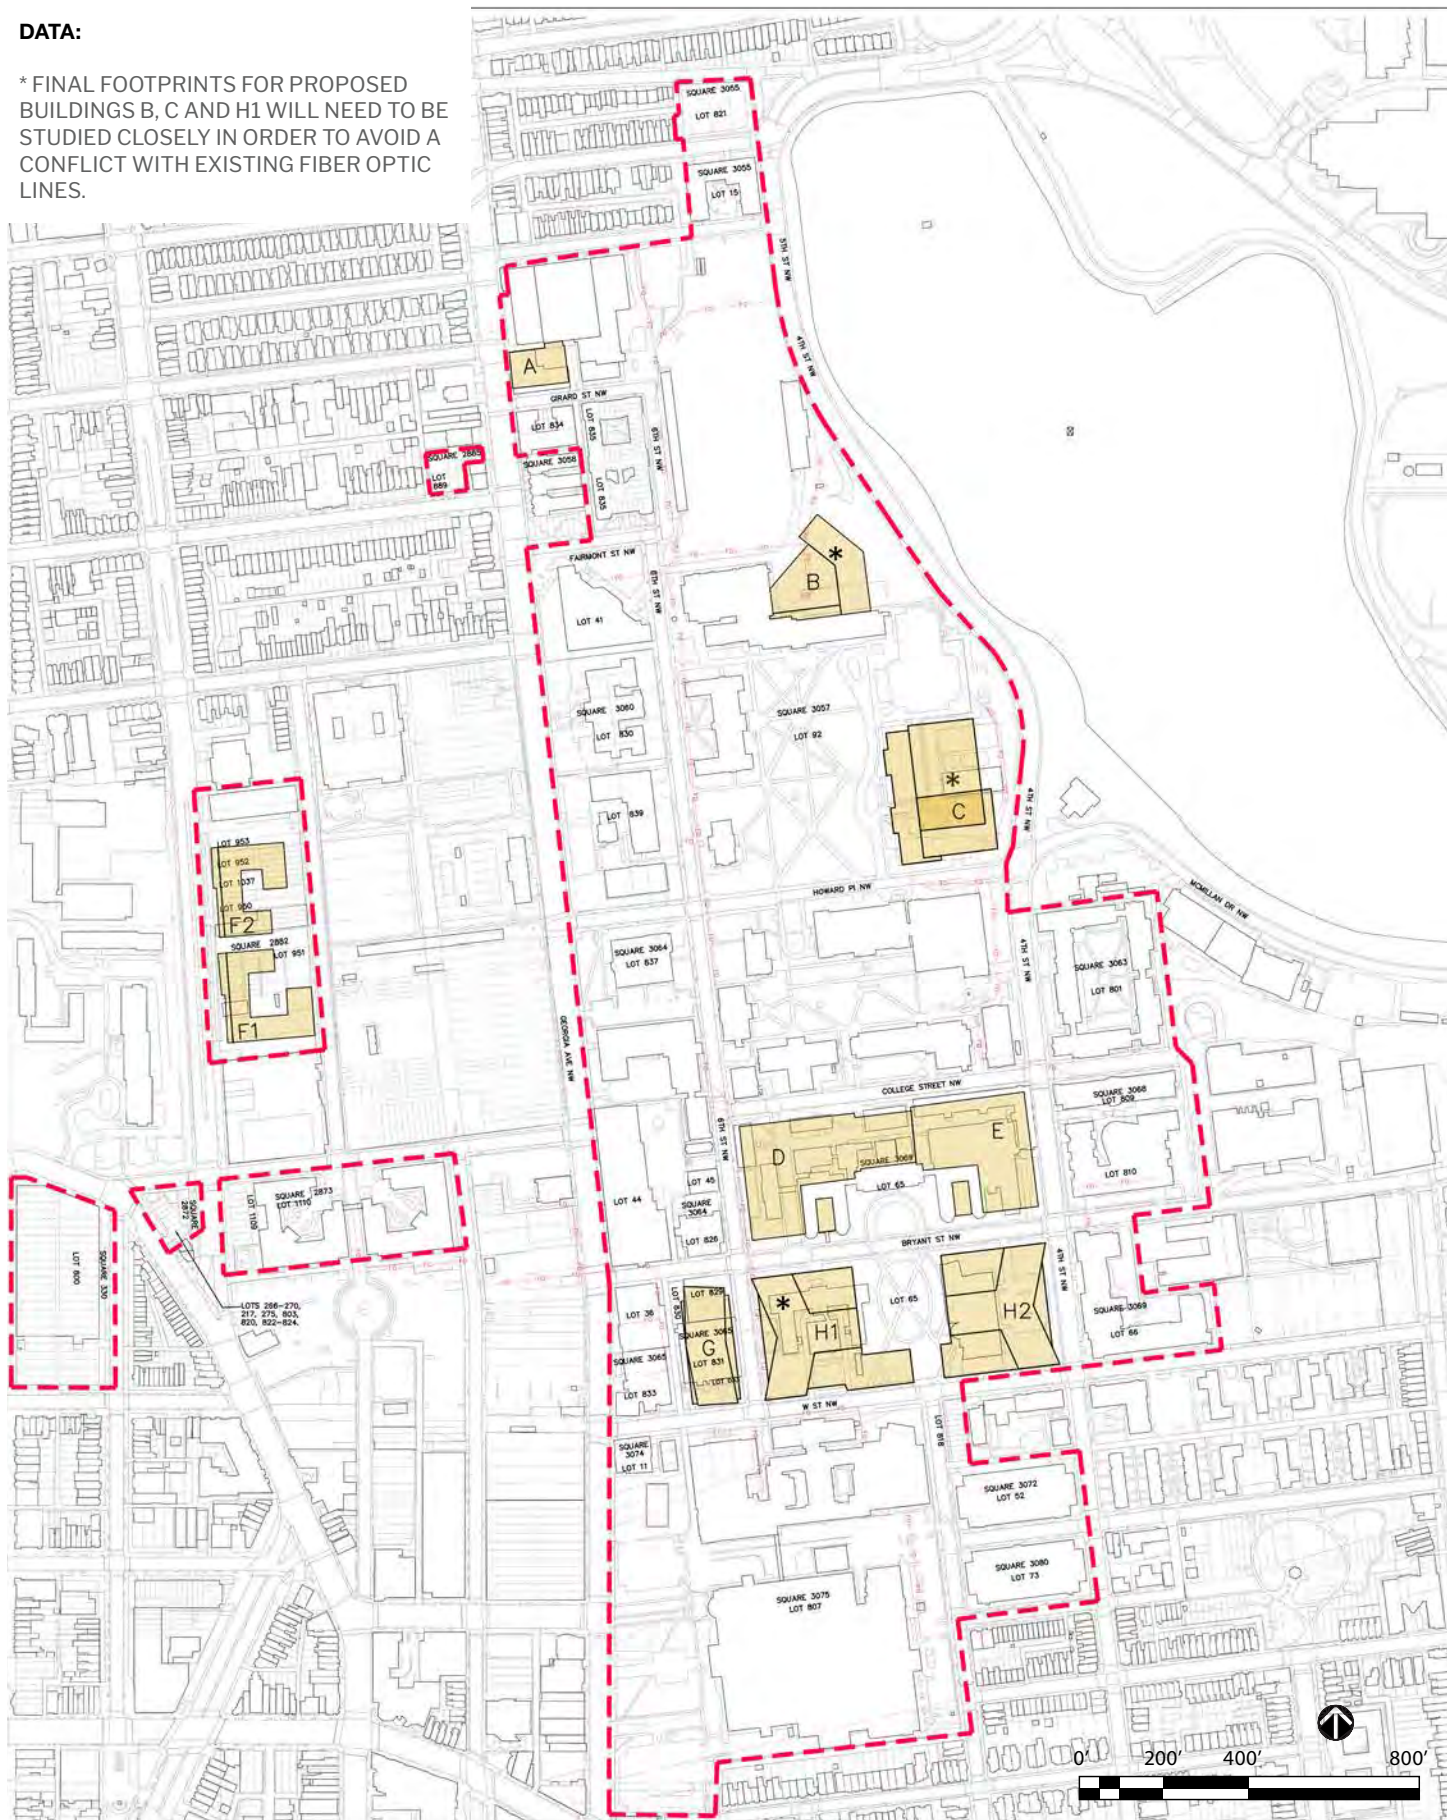 DATA:
* FINAL FOOTPRINTS FOR PROPOSED
BUILDINGS B, C AND H1 WILL NEED TO BE
STUDIED CLOSELY IN ORDER TO AVOID A
CONFLICT WITH EXISTING FIBER OPTIC
LINES.
SQUARE 3055
LOT 821
SQUARE 3055
LOT 15
5TH ST NW
4TH ST NW
A
GIRARD ST NW
LOT 834
LOT 835
6TH ST NW
SQUARE 2885
LOT
889
SQUARE 3058
LOT 835
FAIRMONT ST NW
*
B
6TH ST NW
LOT 41
SQUARE 3060
LOT 830
SQUARE 3057
LOT 92
*
C
4TH ST NW
LOT 839
LOT 953
LOT 952
LOT 1037
LOT 950
F2
SQUARE 2882
LOT 951
F1
HOWARD PL NW
MCMILLAN DR NW
SQUARE 3064
LOT 837
4TH ST NW
SQUARE 3063
LOT 801
GEORGIA AVE NW
COLLEGE STREET NW
SQUARE 3068
LOT 809
6TH ST NW
D
E
SQUARE 3069
LOT 65
LOT 810
LOT 44
LOT 45
SQUARE
3064
LOT 826
SQUARE 2873
LOT 1110
LOT 1109
SQUARE
2872
LOT 800
SQUARE 330
LOTS 266-270,
217, 275, 803,
820, 822-824.
BRYANT ST NW
4TH ST NW
LOT 36
LOT 830
LOT 829
*
H1
LOT 65
H2
SQUARE 3069
LOT 66
SQUARE 3065
G
LOT 831
SQUARE 3065
LOT 833
W ST NW
LOT 818
SQUARE
3074
LOT 11
SQUARE 3072
LOT 52
SQUARE 3080
LOT 73
SQUARE 3075
LOT 807
0' 200' 400' 800'